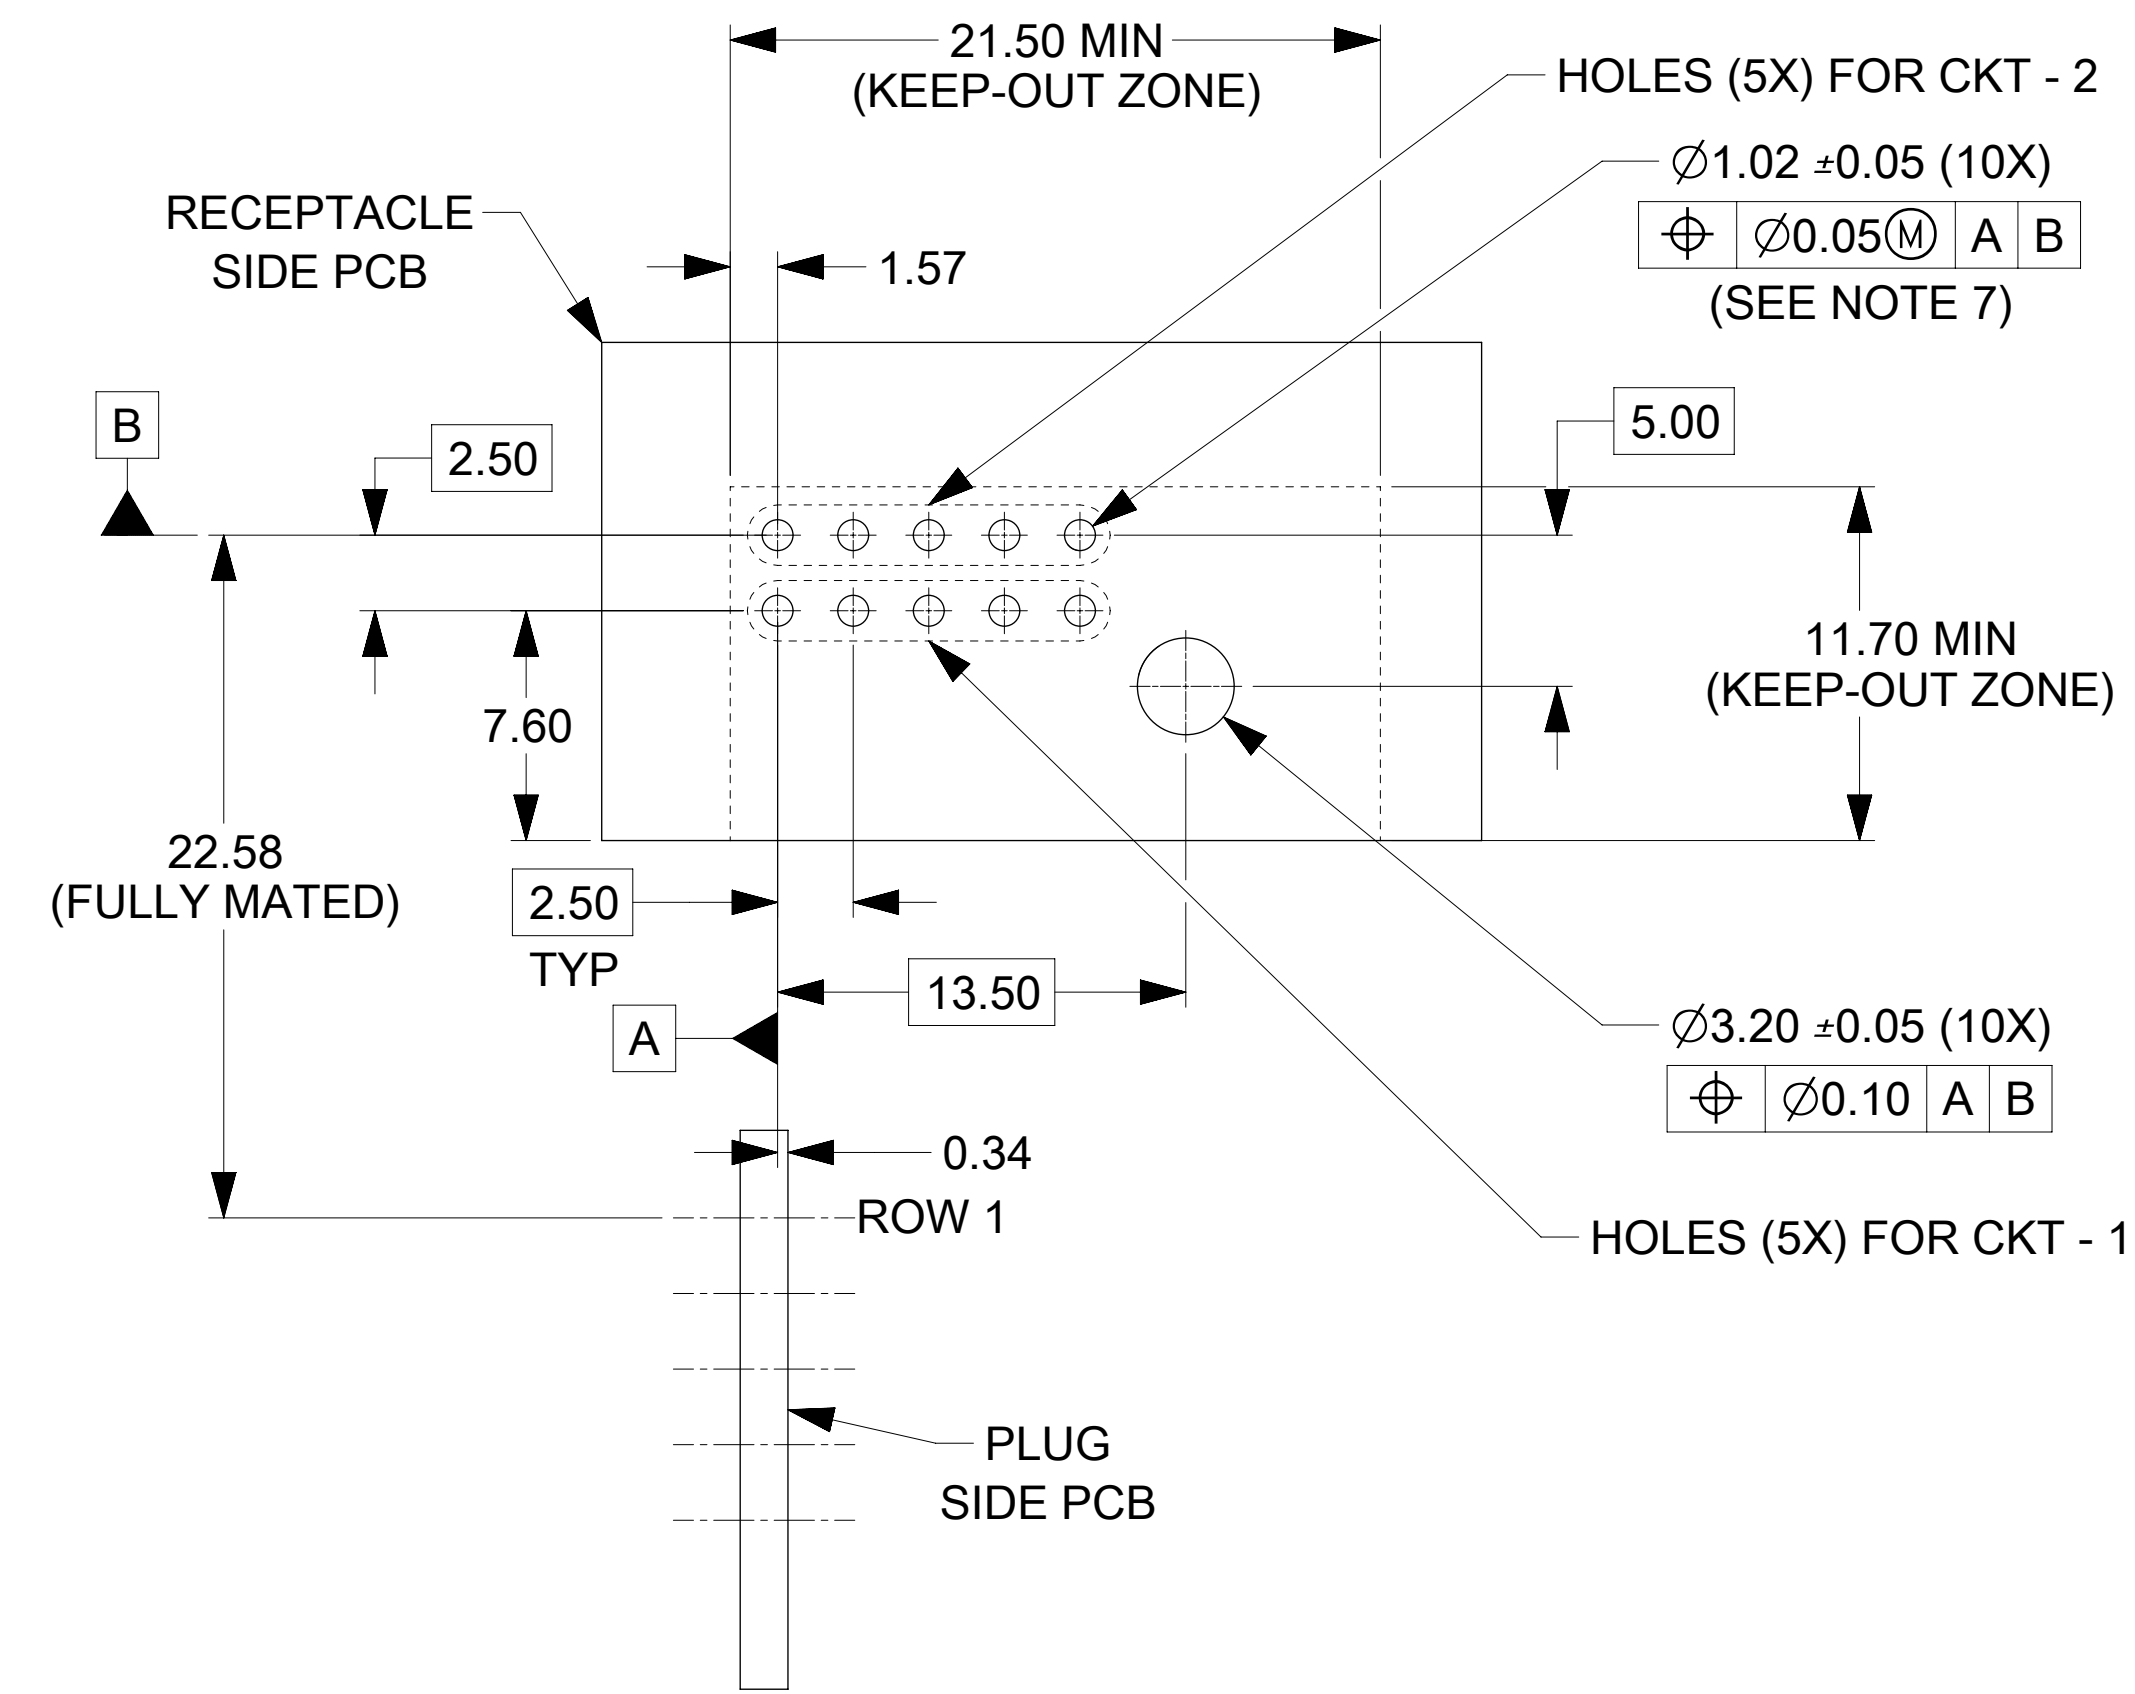 21.50 MIN
(KEEP-OUT ZONE)
HOLES (5X) FOR CKT - 2
∅1.02 ±0.05 (10X)
⌖ ∅0.05Ⓜ A B
(SEE NOTE 7)
RECEPTACLE
SIDE PCB
1.57
B
2.50
5.00
11.70 MIN
(KEEP-OUT ZONE)
7.60
22.58
(FULLY MATED)
2.50
TYP
13.50
A
∅3.20 ±0.05 (10X)
⌖ ∅0.10 A B
0.34
ROW 1
HOLES (5X) FOR CKT - 1
PLUG
SIDE PCB